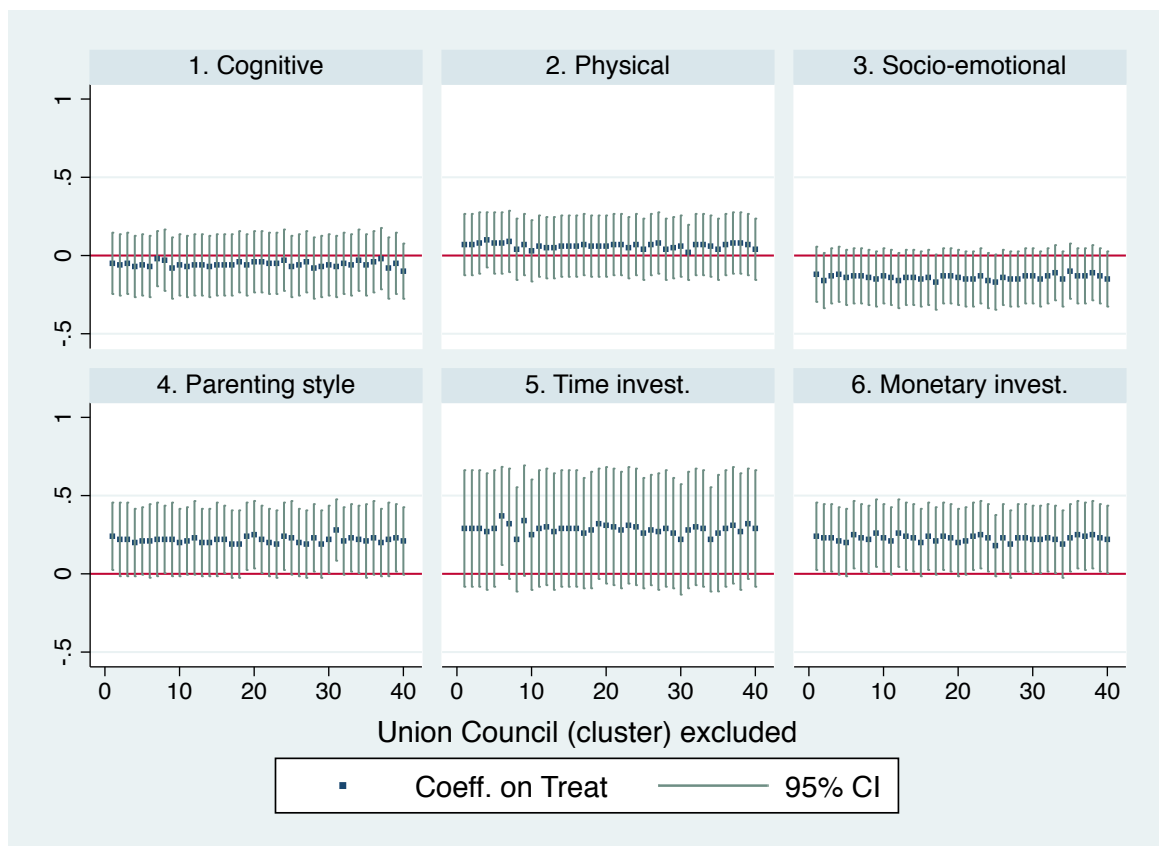 1. Cognitive
2. Physical
3. Socio-emotional
1
.5
0
-.5
4. Parenting style
5. Time invest.
6. Monetary invest.
1
.5
0
-.5
0 10 20 30 40
0 10 20 30 40
0 10 20 30 40
Union Council (cluster) excluded
Coeff. on Treat
95% CI